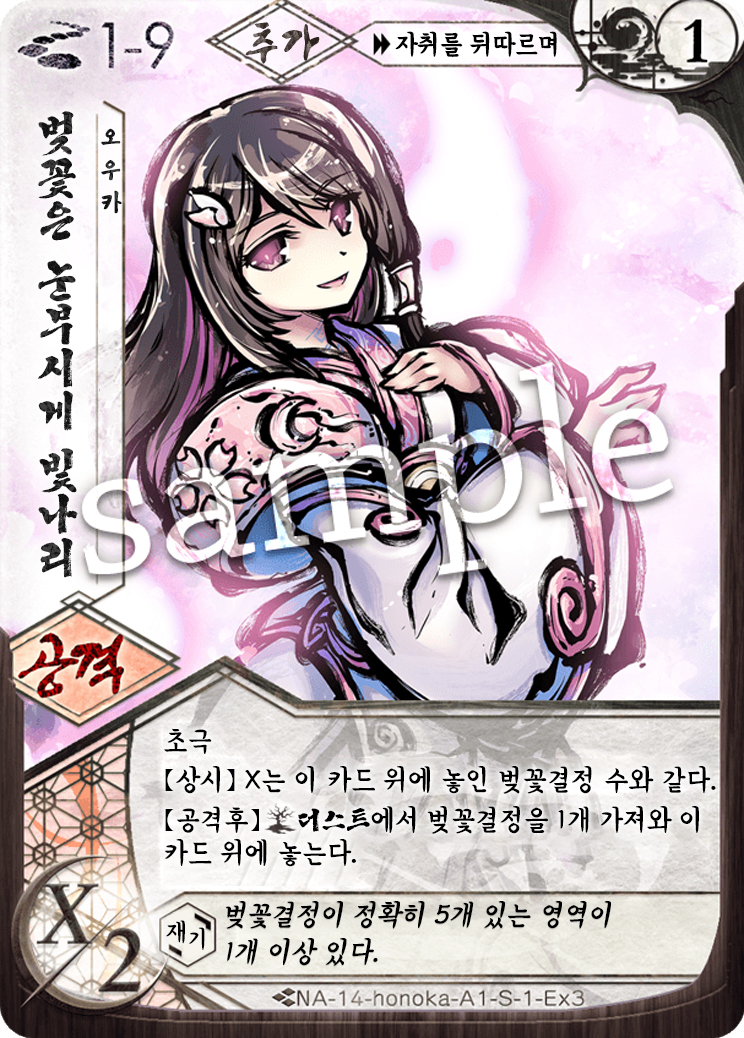 1-9
추가
자취를 뒤따르며
1
벚꽃은 눈부시게 빛나리
오우카
sample
공격
초극
【상시】X는 이 카드 위에 놓인 벚꽃결정 수와 같다.
【공격후】더스트에서 벚꽃결정을 1개 가져와 이
카드 위에 놓는다.
X/2
재기
벚꽃결정이 정확히 5개 있는 영역이
1개 이상 있다.
NA-14-honoka-A1-S-1-Ex3